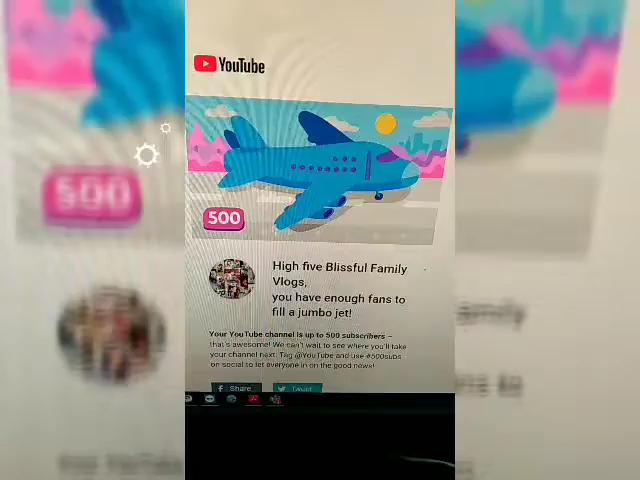 YouTube
500
High five Blissful Family
Vlogs,
you have enough fans to
fill a jumbo jet!
Your YouTube channel is up to 500 subscribers –
that's awesome! We can't wait to see where you'll take
your channel next. Tag @YouTube and use #500subs
on social to let everyone in on the good news!
Share
Tweet